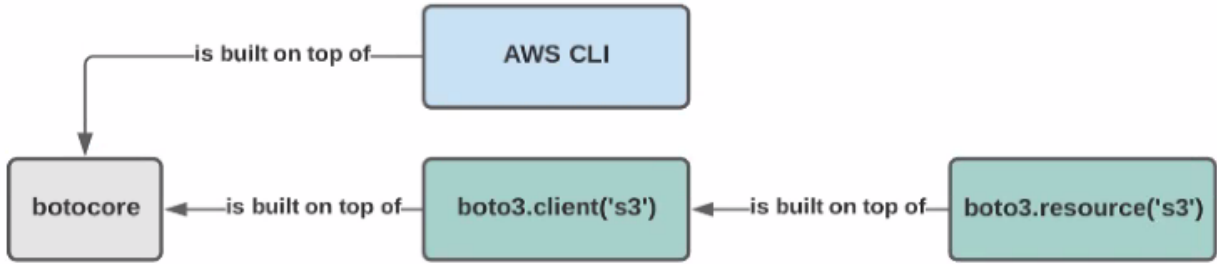 is built on top of
AWS CLI
botocore
is built on top of
boto3.client('s3')
is built on top of
boto3.resource('s3')